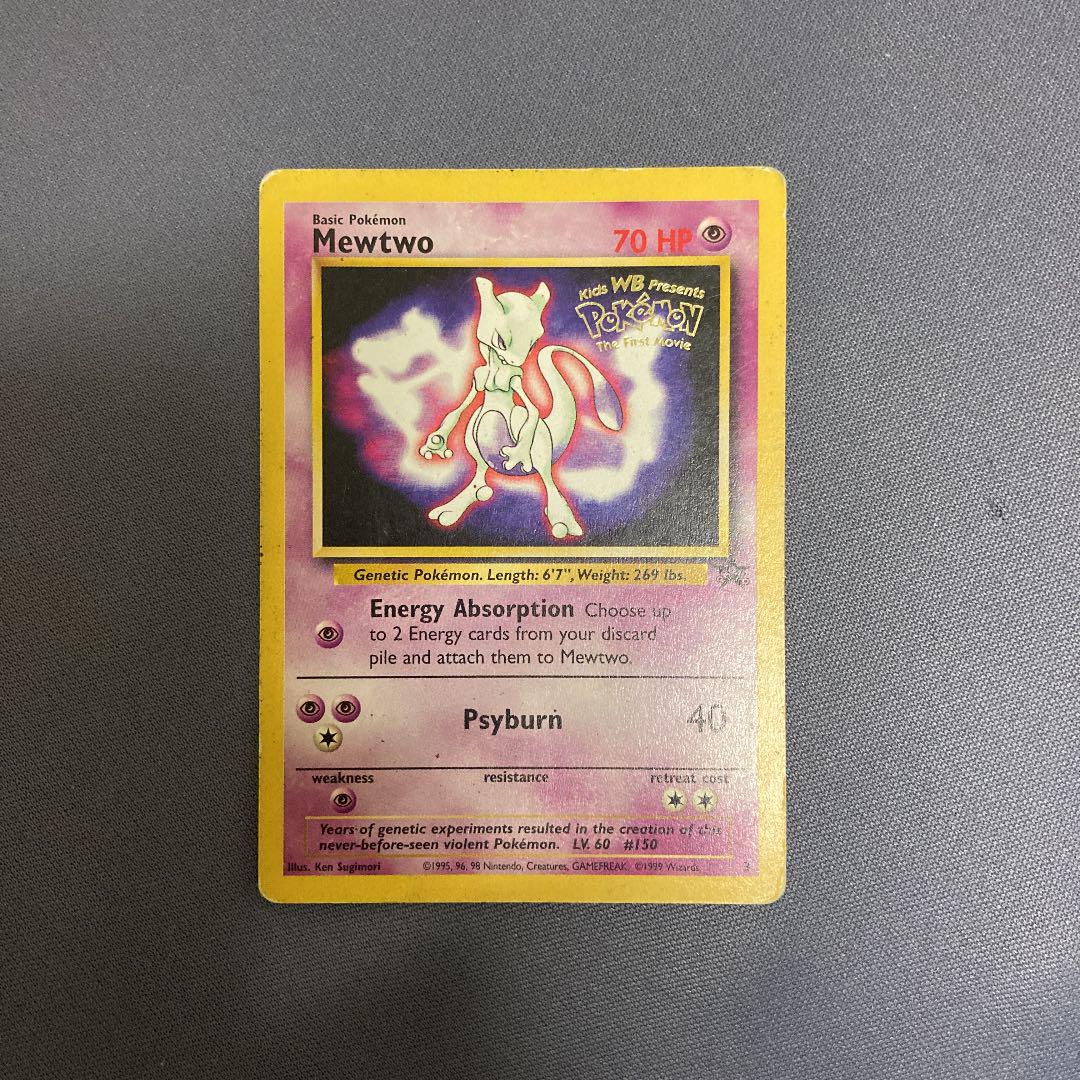 Basic Pokémon
Mewtwo
70 HP
Kids WB Presents
POKéMON
The First Movie
Genetic Pokémon. Length: 6'7", Weight: 269 lbs.
Energy Absorption Choose up
to 2 Energy cards from your discard
pile and attach them to Mewtwo.
Psyburn 40
weakness resistance retreat cost
Years of genetic experiments resulted in the creation of this
never-before-seen violent Pokémon. LV. 60 #150
Illus. Ken Sugimori ©1995, 96, 98 Nintendo, Creatures, GAMEFREAK. ©1999 Wizards. 3